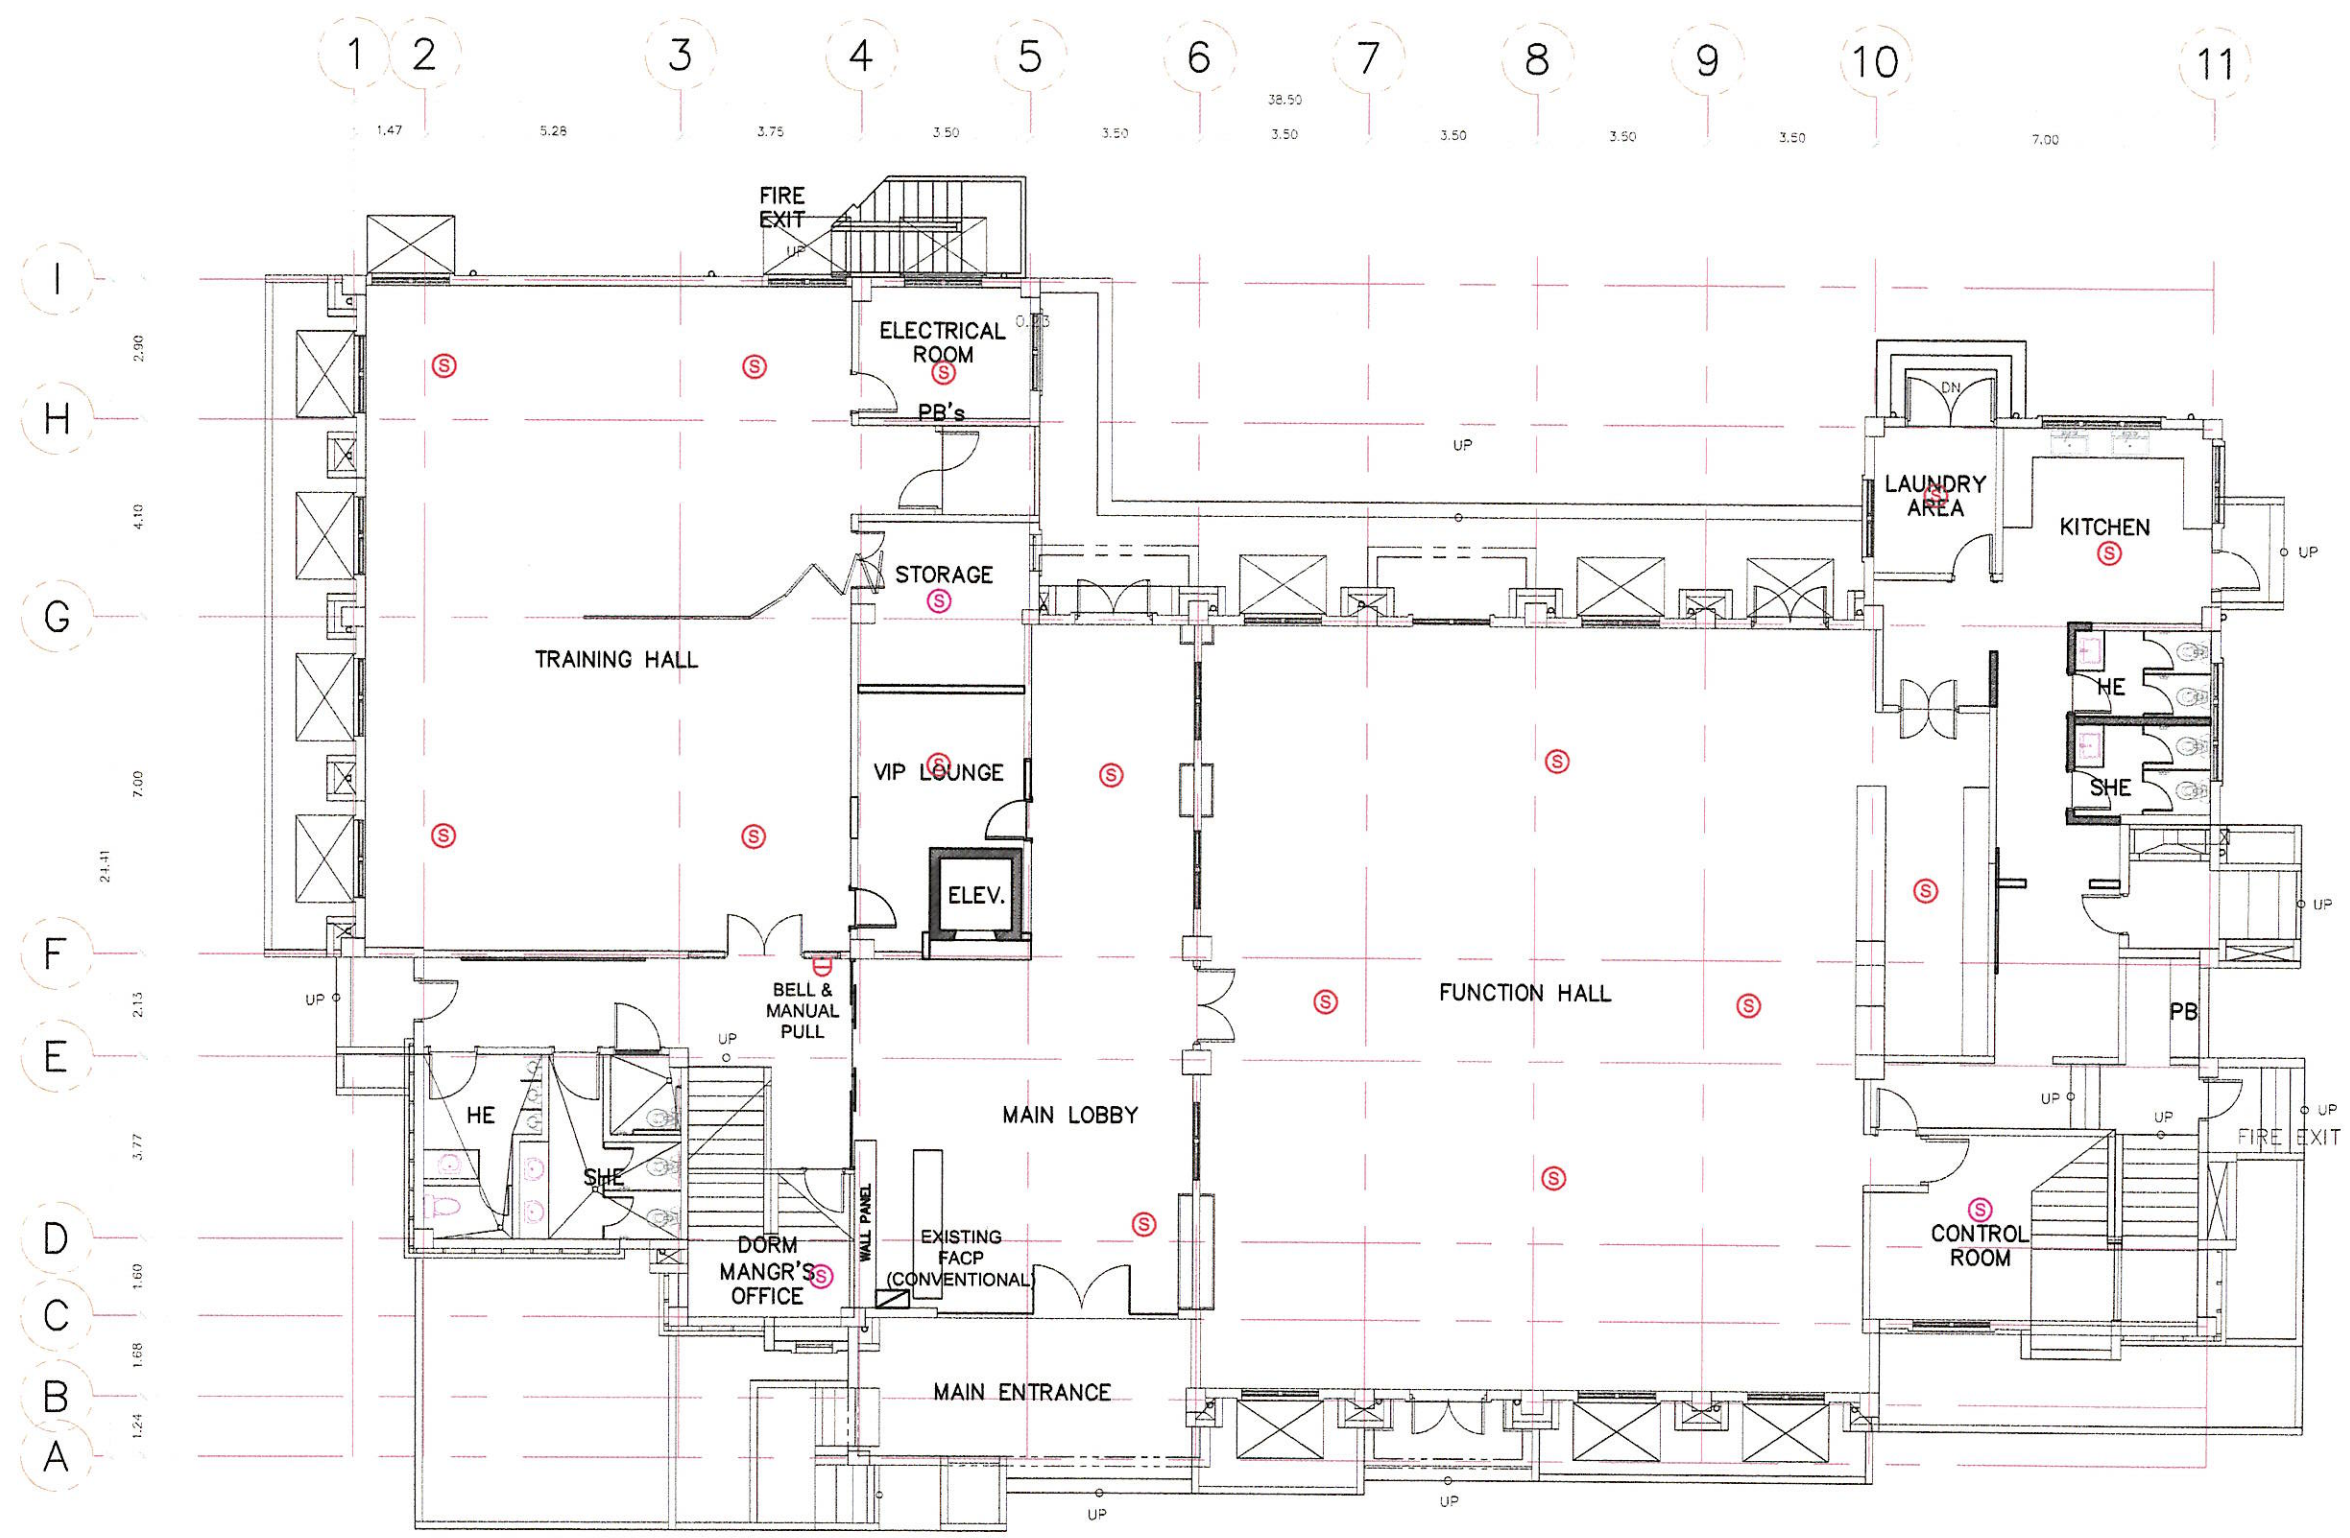 1 2 3 4 5 6 7 8 9 10 11
38.50
1.47 5.28 3.75 3.50 3.50 3.50 3.50 3.50 3.50 7.00
FIRE
EXIT
UP
I
ELECTRICAL
ROOM
S
S
S
2.90
DN
H
PB's
UP
LAUNDRY
AREA
S
4.10
KITCHEN
S
UP
STORAGE
S
G
TRAINING HALL
HE
VIP LOUNGE
S
S
S
7.00
SHE
S
S
24.41
ELEV.
S
UP
F
BELL &
MANUAL
PULL
UP
2.13
FUNCTION HALL
S
S
PB
UP
E
HE
MAIN LOBBY
UP
UP
UP
FIRE EXIT
3.77
SHE
S
WALL PANEL
S
S
CONTROL
ROOM
D
DORM
MANGR'S
OFFICE
S
EXISTING
FACP
(CONVENTIONAL)
1.60
C
1.68
B
MAIN ENTRANCE
1.24
A
UP
UP